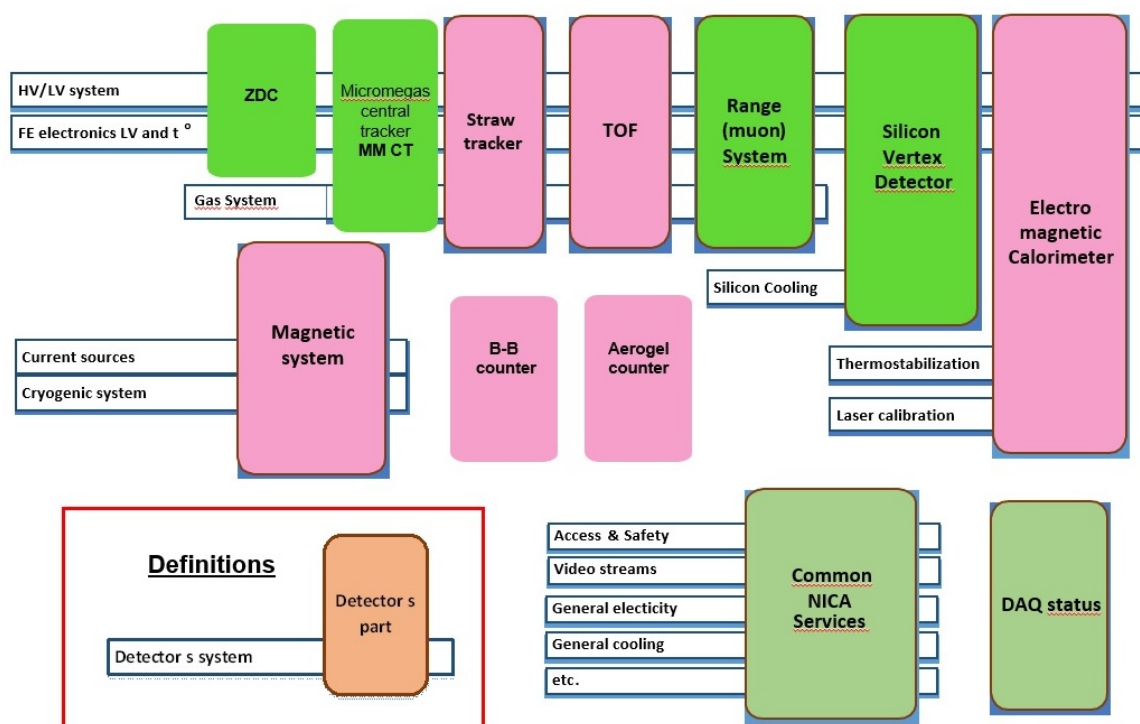 HV/LV system
FE electronics LV and t °
Gas System
ZDC
Micromegas
central
tracker
MM CT
Straw
tracker
TOF
Range
(muon)
System
Silicon
Vertex
Detector
Electro
magnetic
Calorimeter
Silicon Cooling
Thermostabilization
Laser calibration
Magnetic
system
Current sources
Cryogenic system
B-B
counter
Aerogel
counter
Definitions
Detector s
part
Detector s system
Access & Safety
Video streams
General electicity
General cooling
etc.
Common
NICA
Services
DAQ status